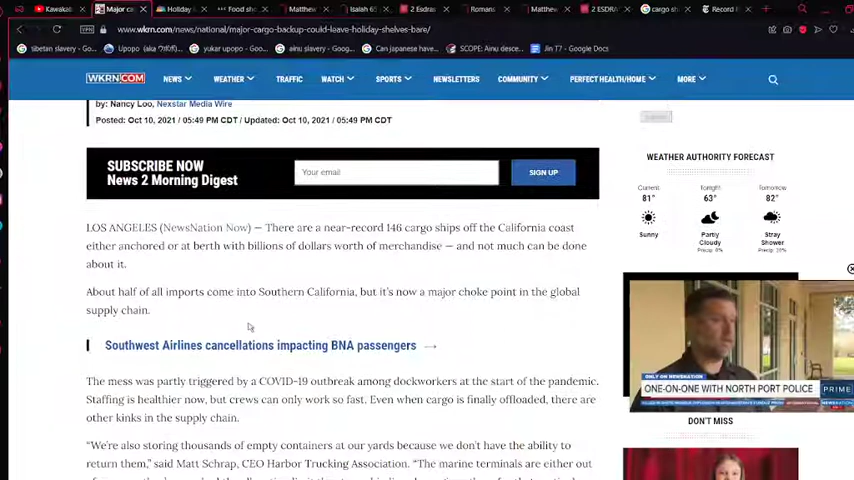 Kawakab
Major ca
Holiday l
Food sho
Matthew
Isaiah 65
2 Esdras
Romans
Matthew
2 ESDRA
cargo sh
Record N
www.wkrn.com/news/national/major-cargo-backup-could-leave-holiday-shelves-bare/
tibetan slavery - G...
Upopo (aka ウポポ)...
yukar upopo - G...
ainu slavery - Goog...
Can japanese have...
SCOPE: Ainu desce...
Jin T7 - Google Docs
WKRN.COM
NEWS
WEATHER
TRAFFIC
WATCH
SPORTS
NEWSLETTERS
COMMUNITY
PERFECT HEALTH/HOME
MORE
by: Nancy Loo, Nexstar Media Wire
Posted: Oct 10, 2021 / 05:49 PM CDT / Updated: Oct 10, 2021 / 05:49 PM CDT
SUBSCRIBE NOW
News 2 Morning Digest
Your email
SIGN UP
LOS ANGELES (NewsNation Now) — There are a near-record 146 cargo ships off the California coast
either anchored or at berth with billions of dollars worth of merchandise — and not much can be done
about it.
About half of all imports come into Southern California, but it's now a major choke point in the global
supply chain.
Southwest Airlines cancellations impacting BNA passengers →
The mess was partly triggered by a COVID-19 outbreak among dockworkers at the start of the pandemic.
Staffing is healthier now, but crews can only work so fast. Even when cargo is finally offloaded, there are
other kinks in the supply chain.
“We're also storing thousands of empty containers at our yards because we don't have the ability to
return them,” said Matt Schrap, CEO Harbor Trucking Association. “The marine terminals are either out
WEATHER AUTHORITY FORECAST
Current
81°
Sunny
Tonight
63°
Partly
Cloudy
Precip: 8%
Tomorrow
82°
Stray
Shower
ONLY ON NEWSNATION
ONE-ON-ONE WITH NORTH PORT POLICE
PRIME
DON'T MISS